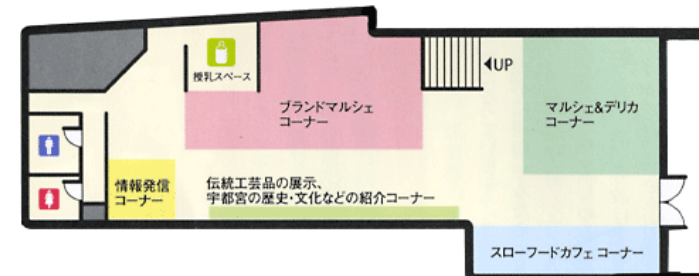 授乳スペース
UP
ブランドマルシェ
コーナー
マルシェ&デリカ
コーナー
情報発信
コーナー
伝統工芸品の展示、
宇都宮の歴史・文化などの紹介コーナー
スローフードカフェ コーナー